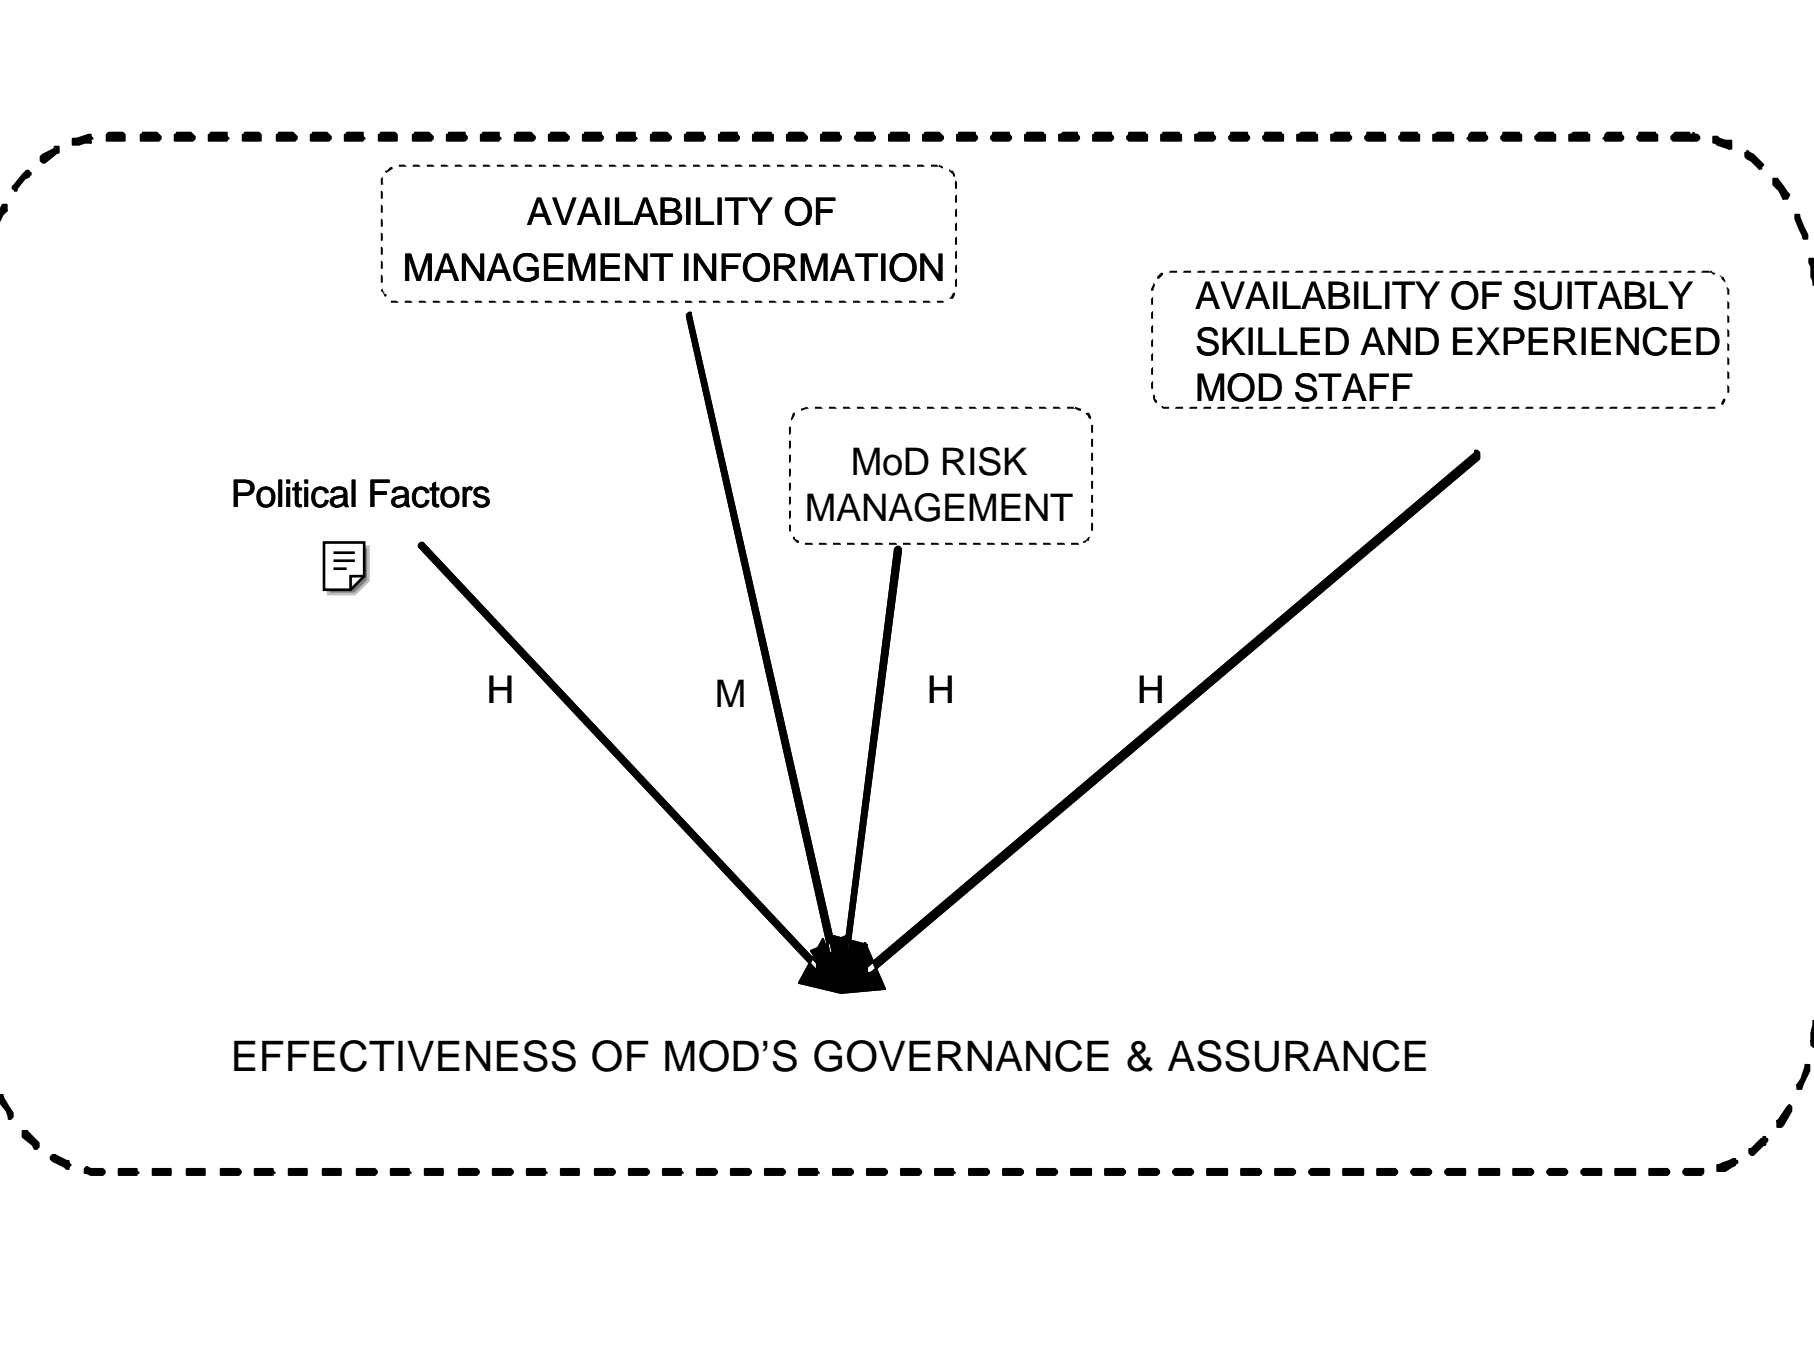 AVAILABILITY OF
MANAGEMENT INFORMATION
AVAILABILITY OF SUITABLY
SKILLED AND EXPERIENCED
MOD STAFF
MoD RISK
MANAGEMENT
Political Factors
H
M
H
H
EFFECTIVENESS OF MOD’S GOVERNANCE & ASSURANCE